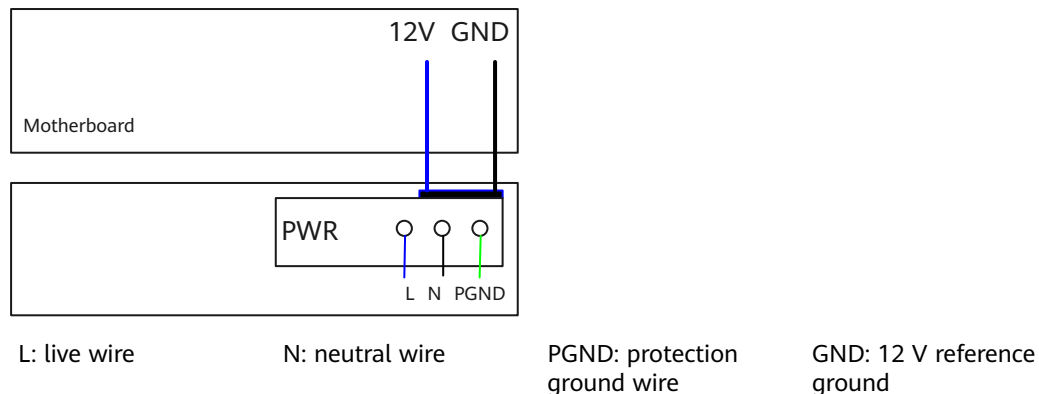 12V GND
Motherboard
PWR
L N PGND
L: live wire
N: neutral wire
PGND: protection
ground wire
GND: 12 V reference
ground